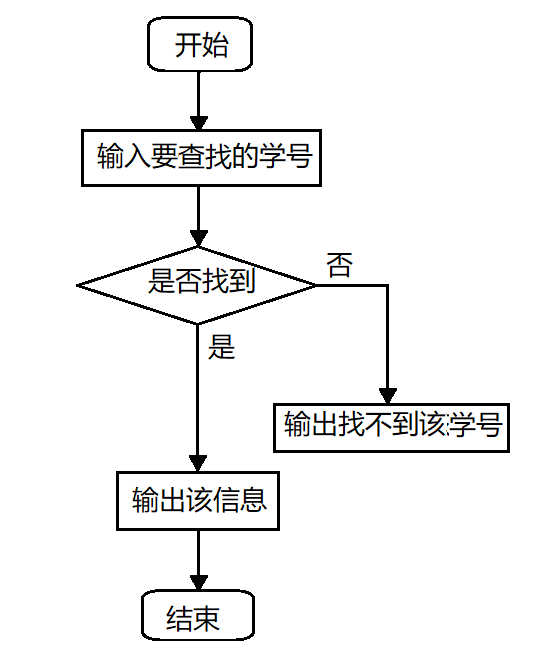 开始
输入要查找的学号
是否找到
否
是
输出找不到该学号
输出该信息
结束